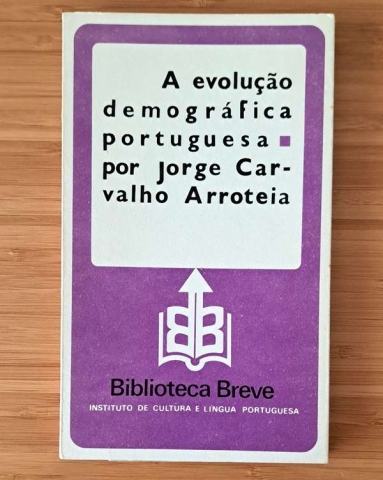 A evolução
demográfica
portuguesa ■
por Jorge Car-
valho Arroteia
BB
Biblioteca Breve
INSTITUTO DE CULTURA E LÍNGUA PORTUGUESA